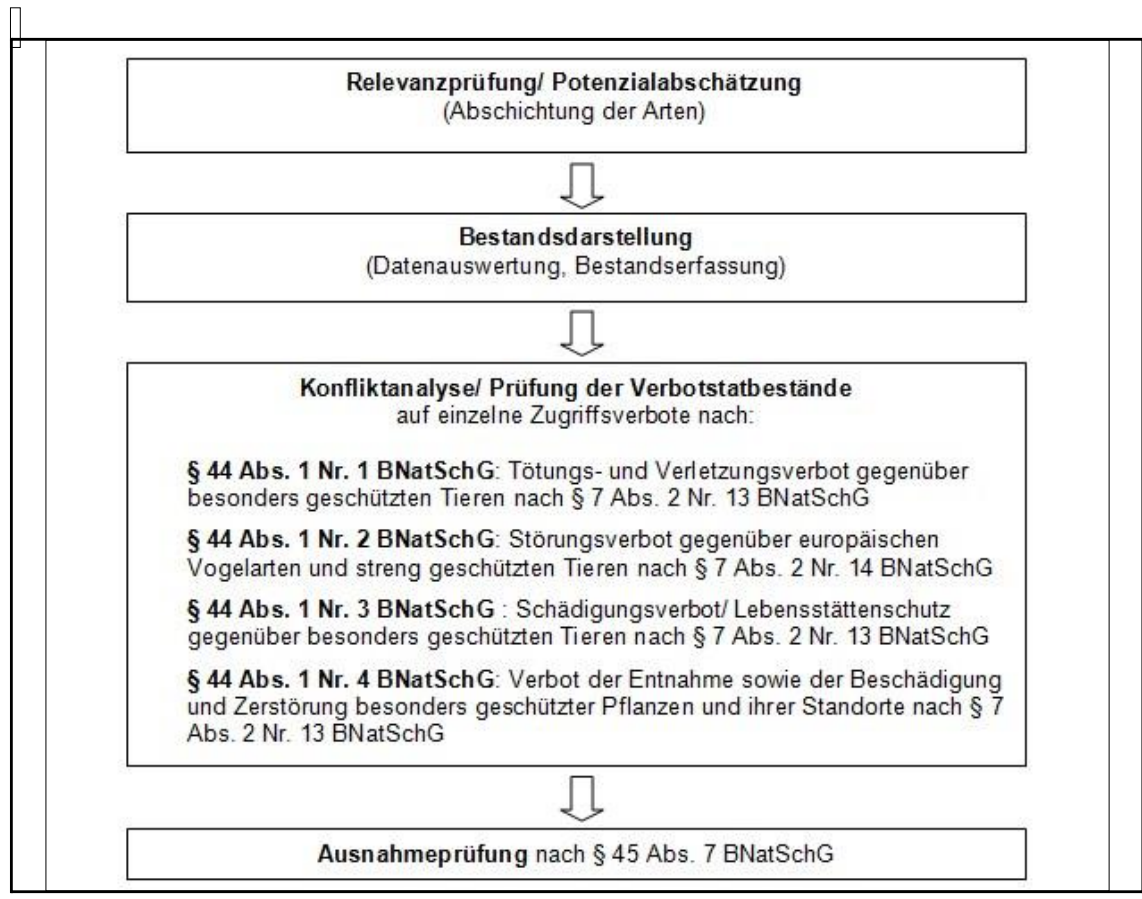 Relevanzprüfung/ Potenzialabschätzung
(Abschichtung der Arten)
Bestandsdarstellung
(Datenauswertung, Bestandserfassung)
Konfliktanalyse/ Prüfung der Verbotstatbestände
auf einzelne Zugriffsverbote nach:
§ 44 Abs. 1 Nr. 1 BNatSchG: Tötungs- und Verletzungsverbot gegenüber
besonders geschützten Tieren nach § 7 Abs. 2 Nr. 13 BNatSchG
§ 44 Abs. 1 Nr. 2 BNatSchG: Störungsverbot gegenüber europäischen
Vogelarten und streng geschützten Tieren nach § 7 Abs. 2 Nr. 14 BNatSchG
§ 44 Abs. 1 Nr. 3 BNatSchG : Schädigungsverbot/ Lebensstättenschutz
gegenüber besonders geschützten Tieren nach § 7 Abs. 2 Nr. 13 BNatSchG
§ 44 Abs. 1 Nr. 4 BNatSchG: Verbot der Entnahme sowie der Beschädigung
und Zerstörung besonders geschützter Pflanzen und ihrer Standorte nach § 7
Abs. 2 Nr. 13 BNatSchG
Ausnahmeprüfung nach § 45 Abs. 7 BNatSchG